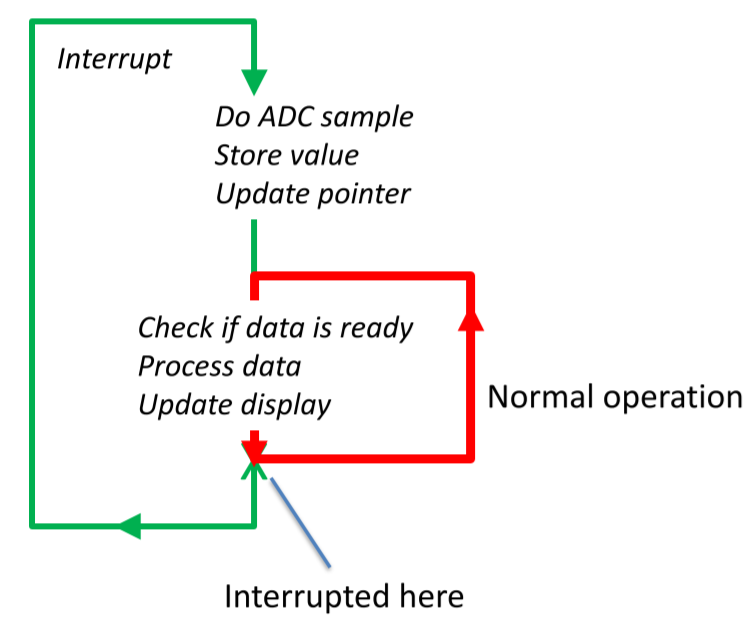 Interrupt
Do ADC sample
Store value
Update pointer
Check if data is ready
Process data
Update display
Normal operation
Interrupted here